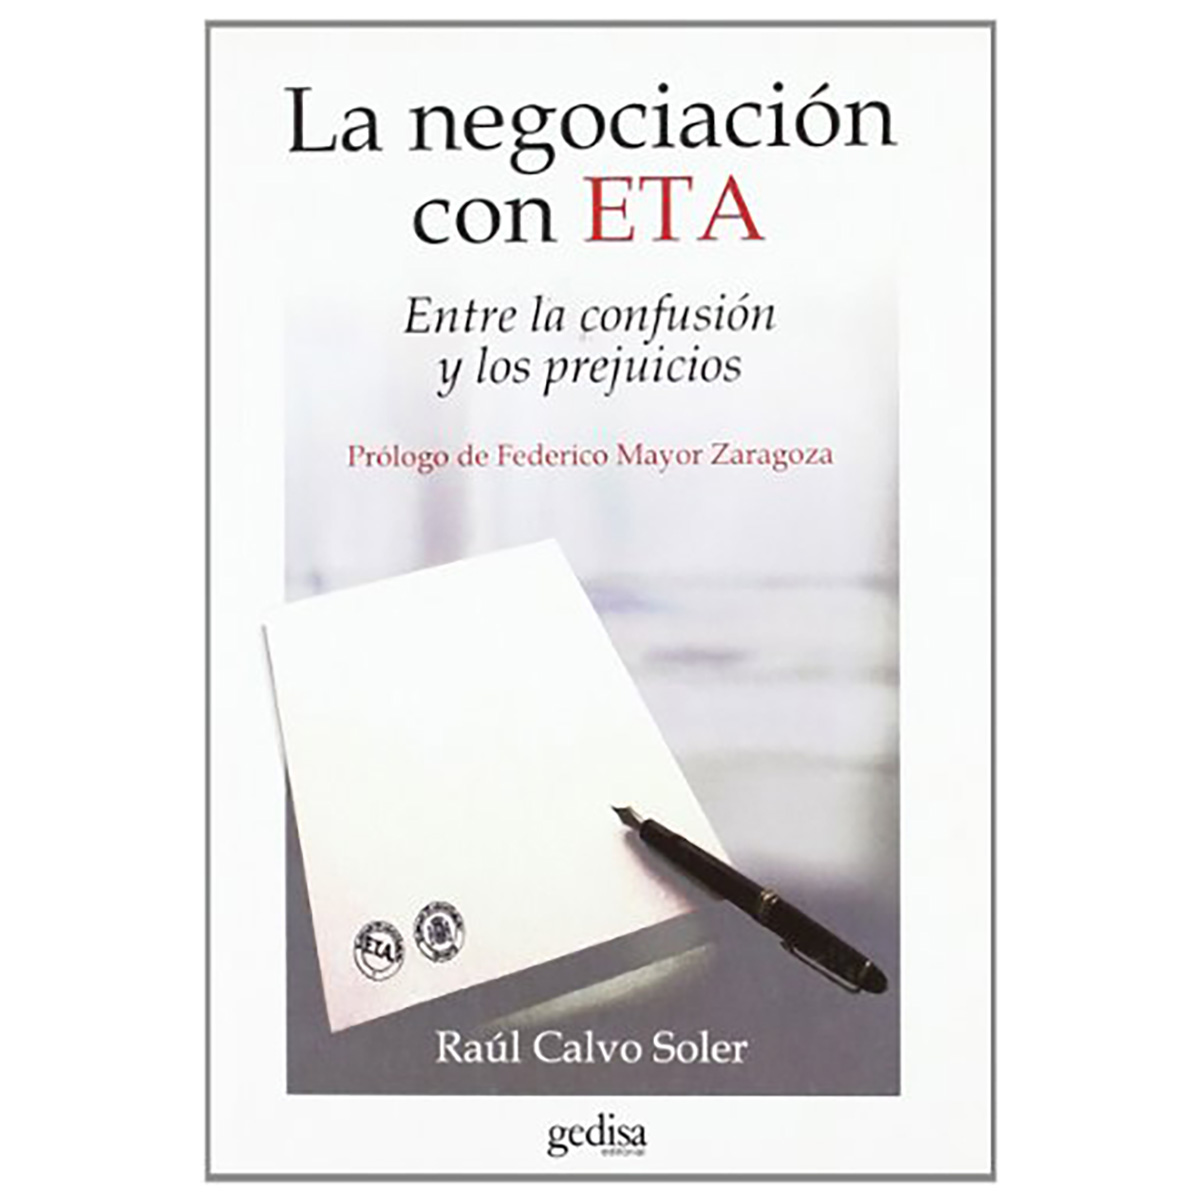 La negociación
con ETA
Entre la confusión
y los prejuicios
Prólogo de Federico Mayor Zaragoza
ETA
Raúl Calvo Soler
gedisa
editorial